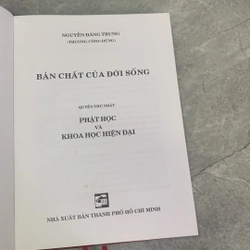 NGUYỄN ĐĂNG TRUNG
(TRƯƠNG CÔNG DŨNG)
BẢN CHẤT CỦA ĐỜI SỐNG
QUYỂN THỨ NHẤT
PHẬT HỌC
VÀ
KHOA HỌC HIỆN ĐẠI
NHÀ XUẤT BẢN THÀNH PHỐ HỒ CHÍ MINH